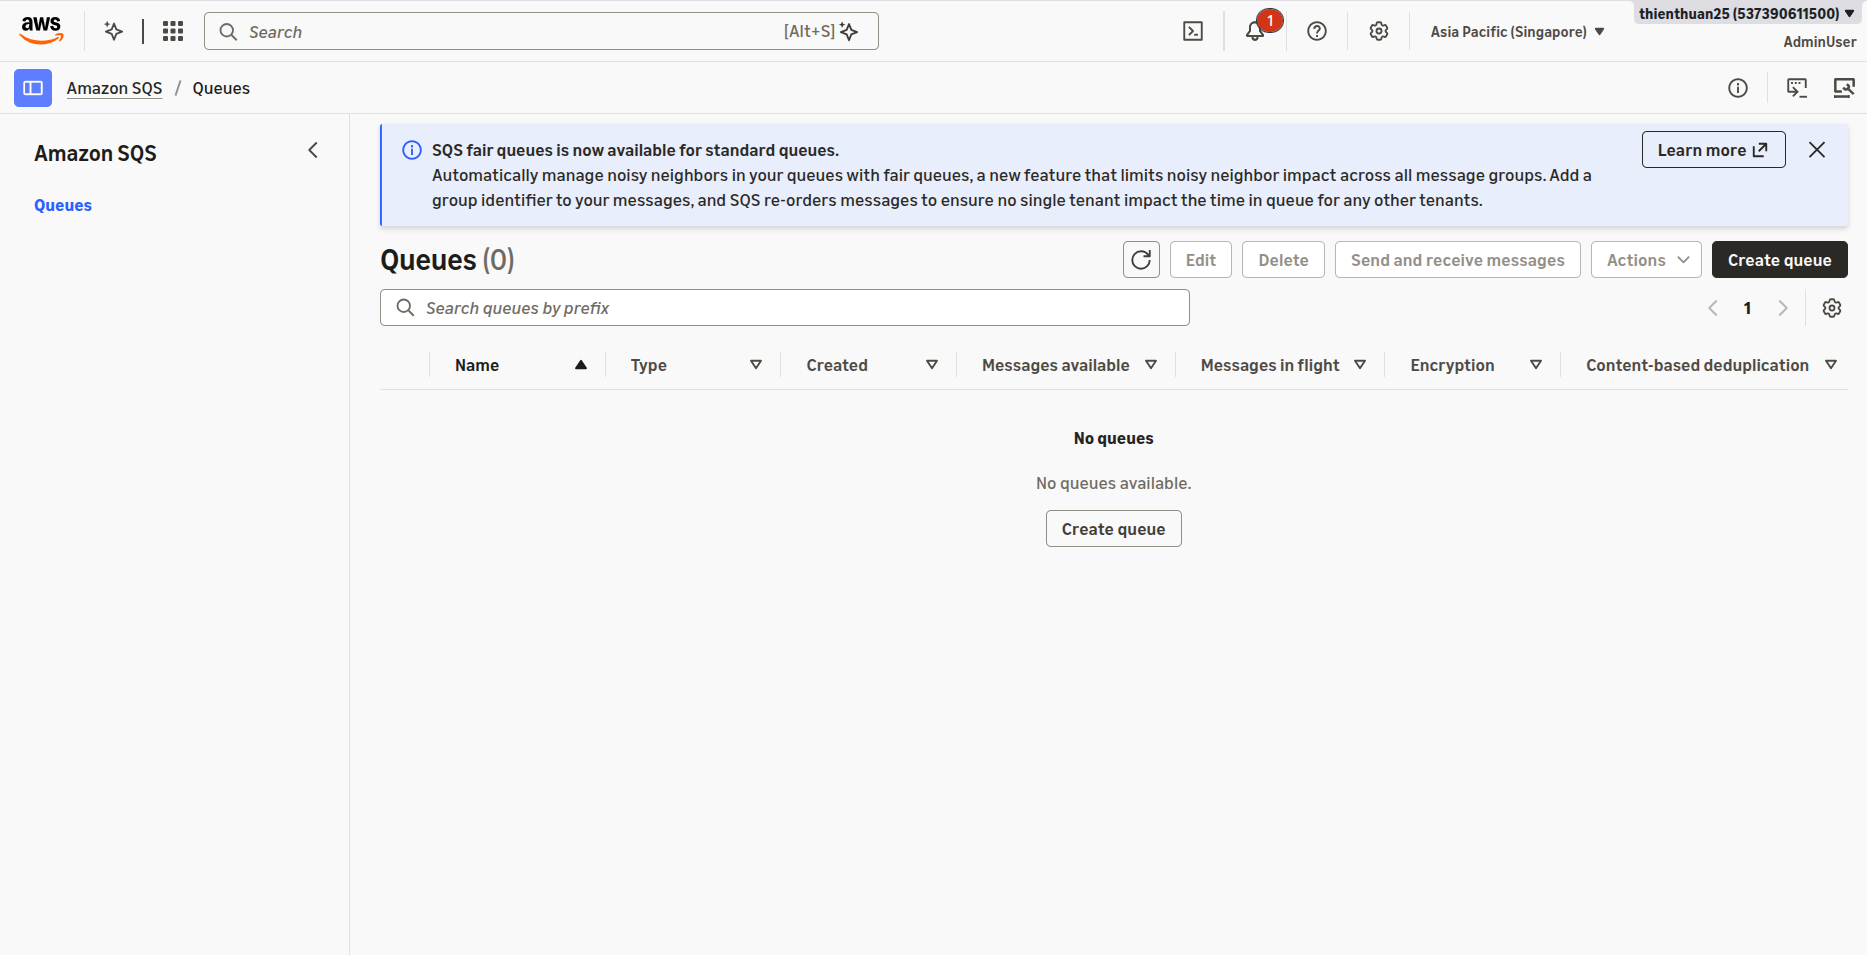 aws
Search
[Alt+S]
1
Asia Pacific (Singapore)
thienthuan25 (537390611500)
AdminUser
Amazon SQS / Queues
Amazon SQS
Queues
SQS fair queues is now available for standard queues.
Automatically manage noisy neighbors in your queues with fair queues, a new feature that limits noisy neighbor impact across all message groups. Add a
group identifier to your messages, and SQS re-orders messages to ensure no single tenant impact the time in queue for any other tenants.
Learn more
Queues (0)
Edit
Delete
Send and receive messages
Actions
Create queue
Search queues by prefix
1
Name
Type
Created
Messages available
Messages in flight
Encryption
Content-based deduplication
No queues
No queues available.
Create queue